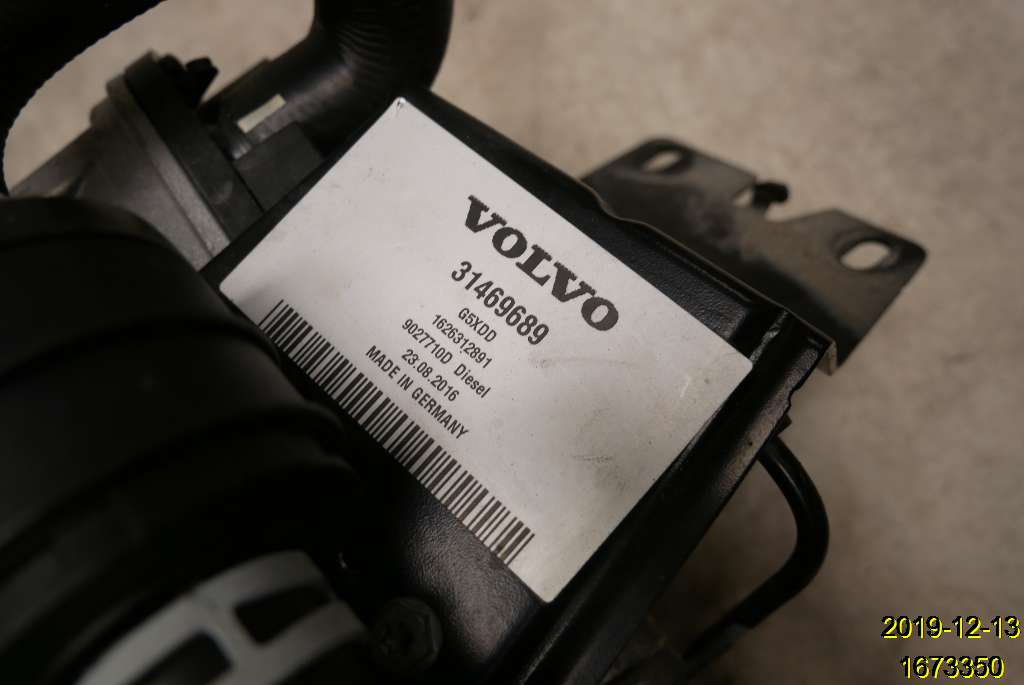 VOLVO
31469689
G5XDD
1626312891
9027710D Diesel
23.08.2016
MADE IN GERMANY
2019-12-13
1673350